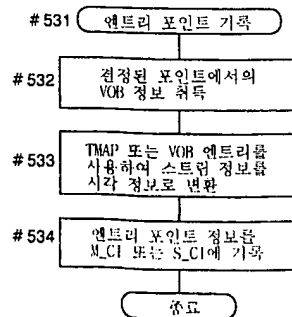 #531 엔트리 포인트 기록
#532 결정된 포인트에서의
VOB 정보 취득
#533 TMAP 또는 VOB 엔트리를
사용하여 스트림 정보를
시각 정보로 변환
#534 엔트리 포인트 정보를
M_CI 또는 S_CI에 기록
종료